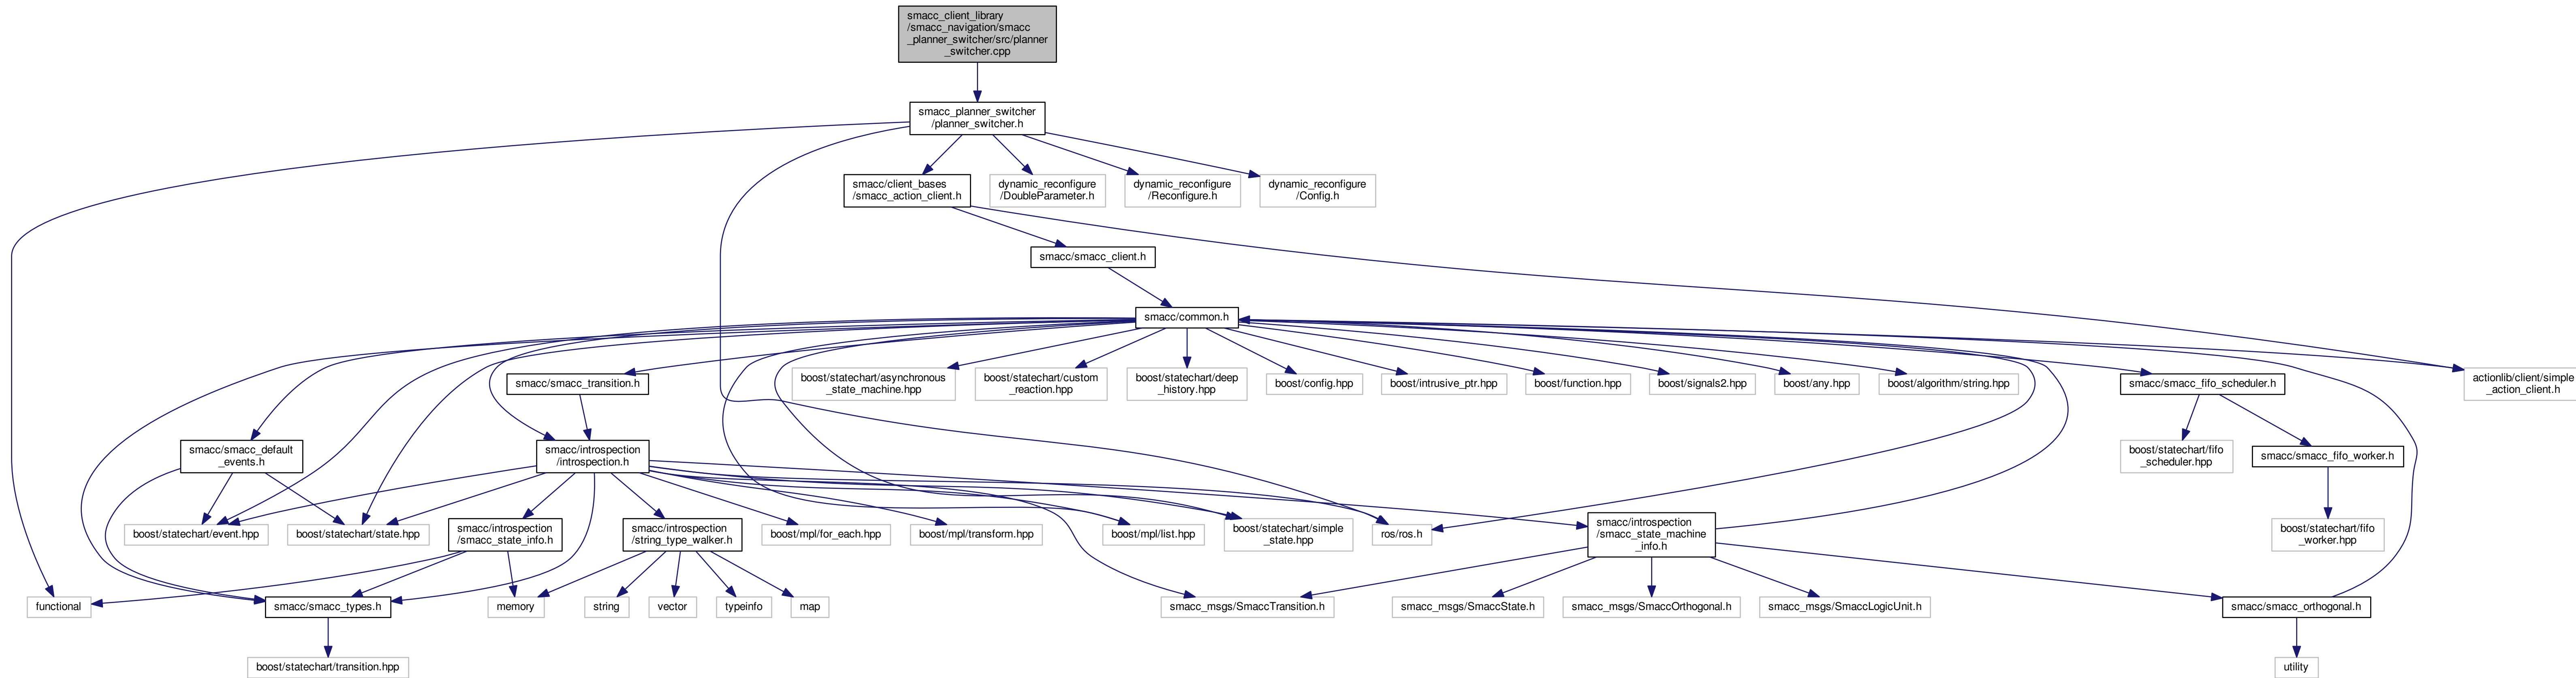 smacc_client_library
/smacc_navigation/smacc
_planner_switcher/src/planner
_switcher.cpp
smacc_planner_switcher
/planner_switcher.h
smacc/client_bases
/smacc_action_client.h
dynamic_reconfigure
/DoubleParameter.h
dynamic_reconfigure
/Reconfigure.h
dynamic_reconfigure
/Config.h
smacc/smacc_client.h
smacc/common.h
smacc/smacc_transition.h
boost/statechart/asynchronous
_state_machine.hpp
boost/statechart/custom
_reaction.hpp
boost/statechart/deep
_history.hpp
boost/config.hpp
boost/intrusive_ptr.hpp
boost/function.hpp
boost/signals2.hpp
boost/any.hpp
boost/algorithm/string.hpp
smacc/smacc_fifo_scheduler.h
actionlib/client/simple
_action_client.h
smacc/smacc_default
_events.h
smacc/introspection
/introspection.h
boost/statechart/fifo
_scheduler.hpp
smacc/smacc_fifo_worker.h
boost/statechart/event.hpp
boost/statechart/state.hpp
smacc/introspection
/smacc_state_info.h
smacc/introspection
/string_type_walker.h
boost/mpl/for_each.hpp
boost/mpl/transform.hpp
boost/mpl/list.hpp
boost/statechart/simple
_state.hpp
ros/ros.h
smacc/introspection
/smacc_state_machine
_info.h
boost/statechart/fifo
_worker.hpp
functional
smacc/smacc_types.h
memory
string
vector
typeinfo
map
smacc_msgs/SmaccTransition.h
smacc_msgs/SmaccState.h
smacc_msgs/SmaccOrthogonal.h
smacc_msgs/SmaccLogicUnit.h
smacc/smacc_orthogonal.h
boost/statechart/transition.hpp
utility